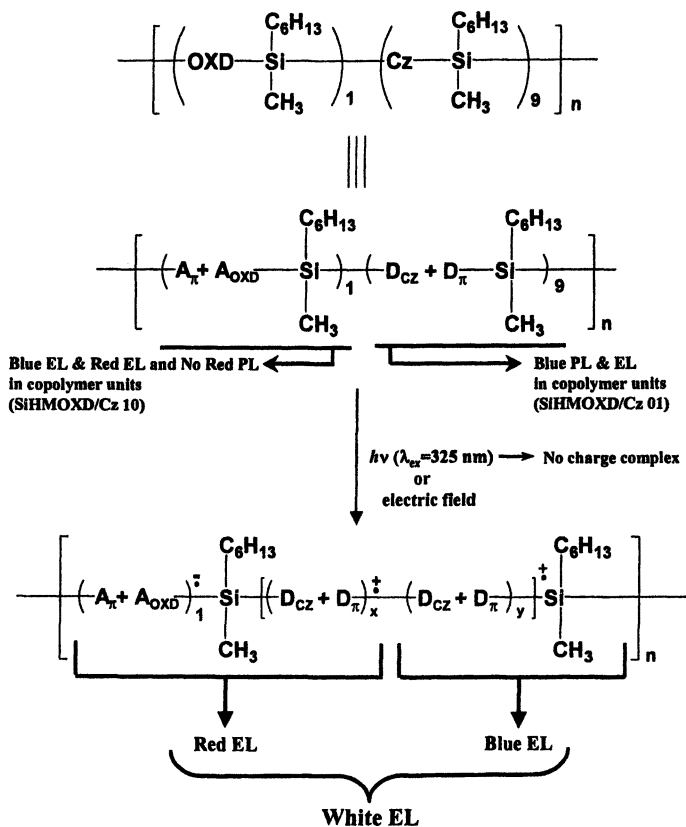 C6H13 C6H13
[ ( OXD Si ) ( Cz Si ) ]
CH3 1 CH3 9 n
C6H13 C6H13
[ ( Aπ + AOXD Si )1 ( DCZ + Dπ Si )9 ]n
CH3 CH3
Blue EL & Red EL and No Red PL
in copolymer units
(SiHMOXD/Cz 10)
Blue PL & EL
in copolymer units
(SiHMOXD/Cz 01)
hν (λex=325 nm) → No charge complex
or
electric field
C6H13 C6H13
[ ( Aπ + AOXD )1 •- Si [ ( DCZ + Dπ )x •+ ( DCZ + Dπ )y ] •+ Si ]n
CH3 CH3
Red EL Blue EL
White EL